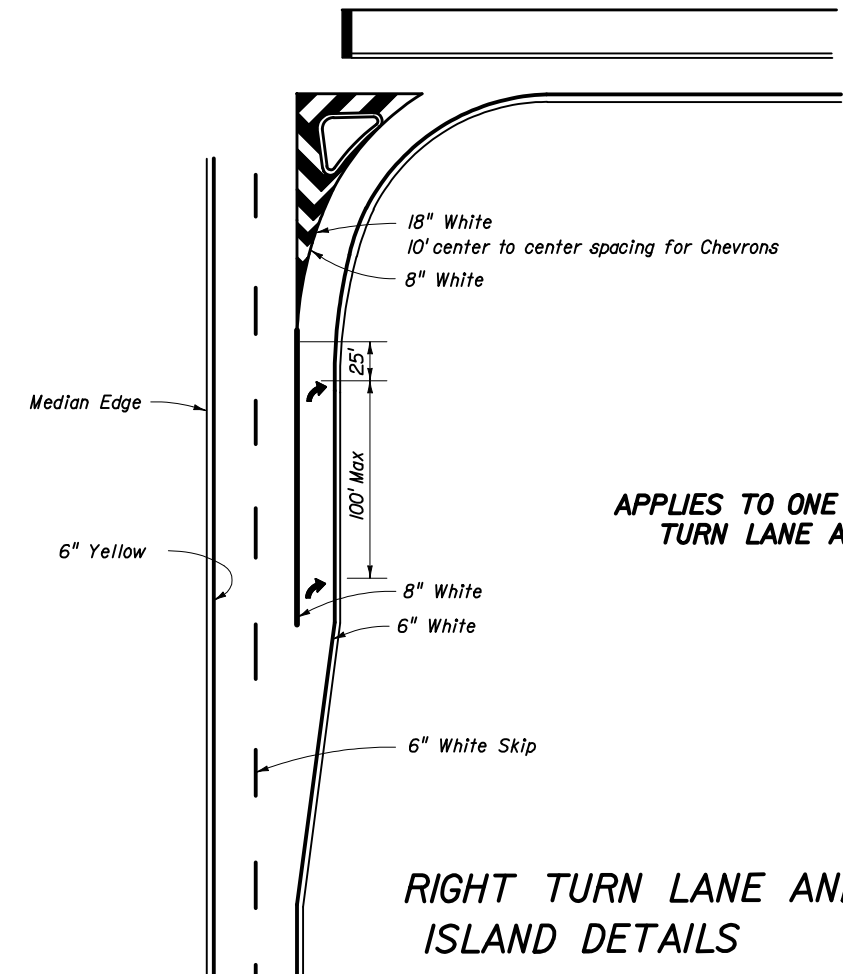 18" White
10' center to center spacing for Chevrons
8" White
25'
Median Edge
100' Max
APPLIES TO ONE
TURN LANE A
6" Yellow
8" White
6" White
6" White Skip
RIGHT TURN LANE AN
ISLAND DETAILS